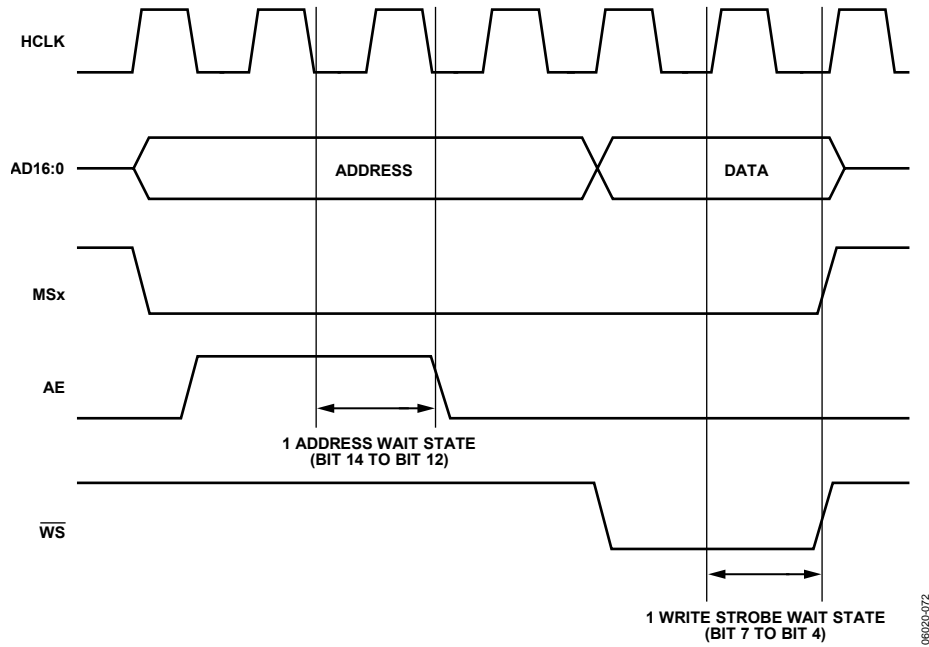 HCLK
AD16:0
ADDRESS
DATA
MSx
AE
1 ADDRESS WAIT STATE
(BIT 14 TO BIT 12)
WS
1 WRITE STROBE WAIT STATE
(BIT 7 TO BIT 4)
06020-072